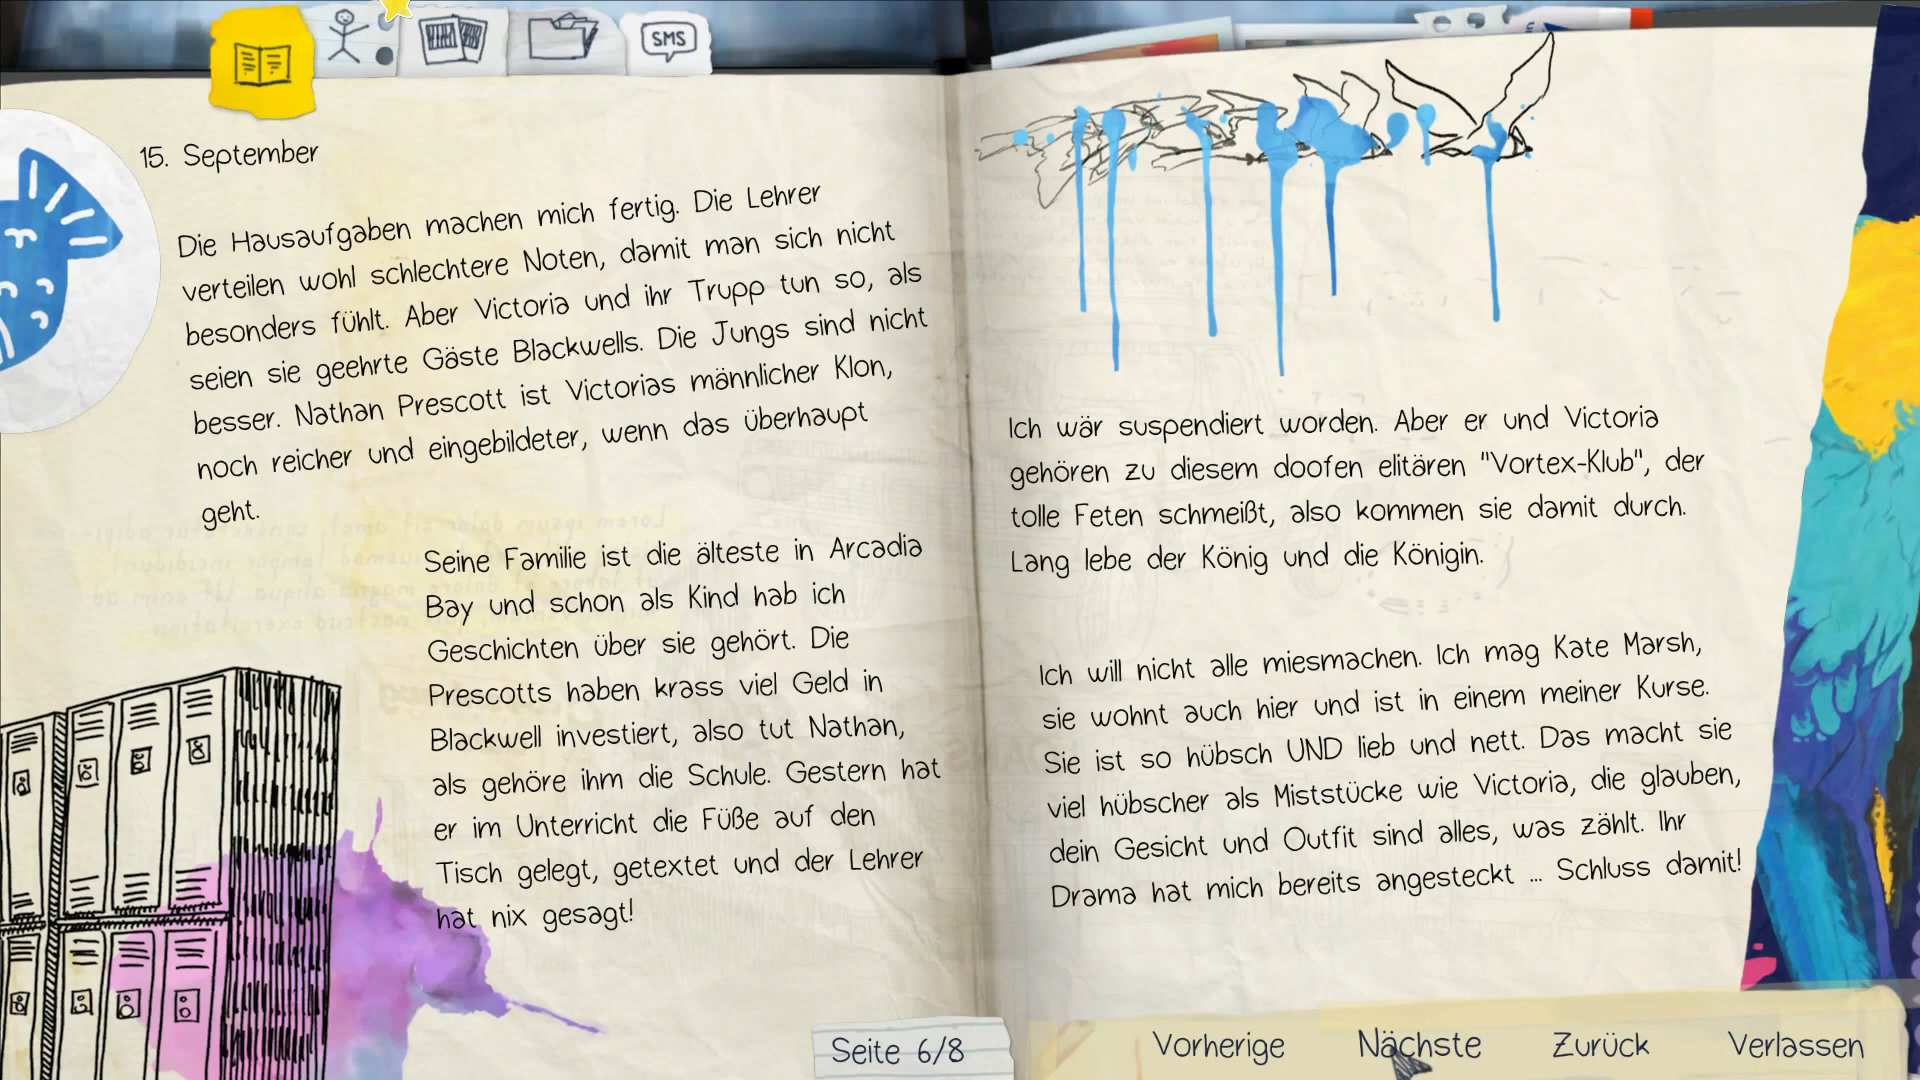 SMS
15. September
Die Hausaufgaben machen mich fertig. Die Lehrer
verteilen wohl schlechtere Noten, damit man sich nicht
besonders fühlt. Aber Victoria und ihr Trupp tun so, als
seien sie geehrte Gäste Blackwells. Die Jungs sind nicht
besser. Nathan Prescott ist Victorias männlicher Klon,
noch reicher und eingebildeter, wenn das überhaupt
geht.
Seine Familie ist die älteste in Arcadia
Bay und schon als Kind hab ich
Geschichten über sie gehört. Die
Prescotts haben krass viel Geld in
Blackwell investiert, also tut Nathan,
als gehöre ihm die Schule. Gestern hat
er im Unterricht die Füße auf den
Tisch gelegt, getextet und der Lehrer
hat nix gesagt!
Ich wär suspendiert worden. Aber er und Victoria
gehören zu diesem doofen elitären "Vortex-Klub", der
tolle Feten schmeißt, also kommen sie damit durch.
Lang lebe der König und die Königin.
Ich will nicht alle miesmachen. Ich mag Kate Marsh,
sie wohnt auch hier und ist in einem meiner Kurse.
Sie ist so hübsch UND lieb und nett. Das macht sie
viel hübscher als Miststücke wie Victoria, die glauben,
dein Gesicht und Outfit sind alles, was zählt. Ihr
Drama hat mich bereits angesteckt ... Schluss damit!
Seite 6/8
Vorherige Nächste Zurück Verlassen